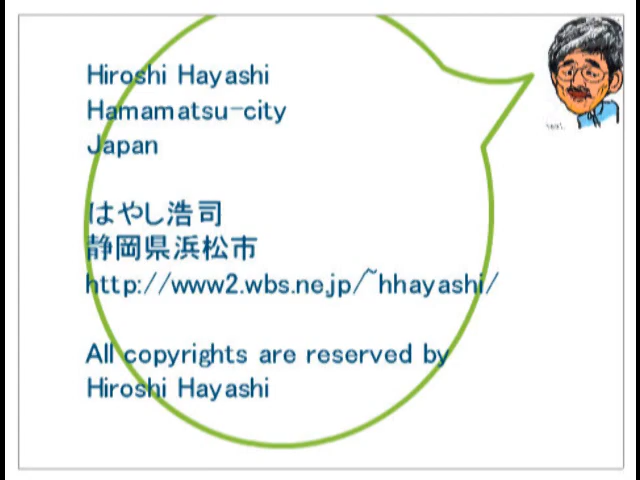 Hiroshi Hayashi
Hamamatsu-city
Japan
はやし浩司
静岡県浜松市
http://www2.wbs.ne.jp/~hhayashi/
All copyrights are reserved by
Hiroshi Hayashi